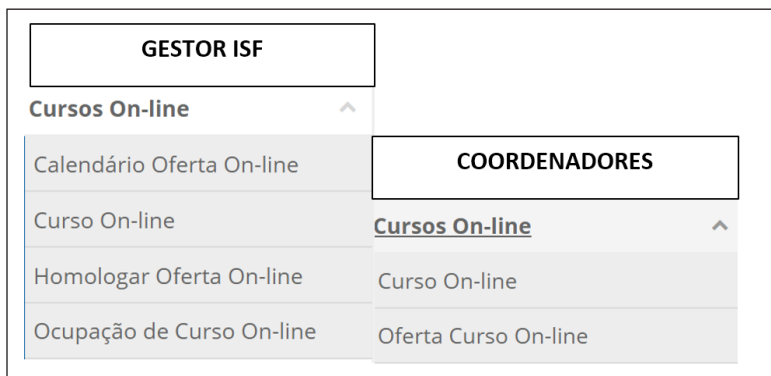 GESTOR ISF
Cursos On-line
Calendário Oferta On-line
Curso On-line
Homologar Oferta On-line
Ocupação de Curso On-line
COORDENADORES
Cursos On-line
Curso On-line
Oferta Curso On-line